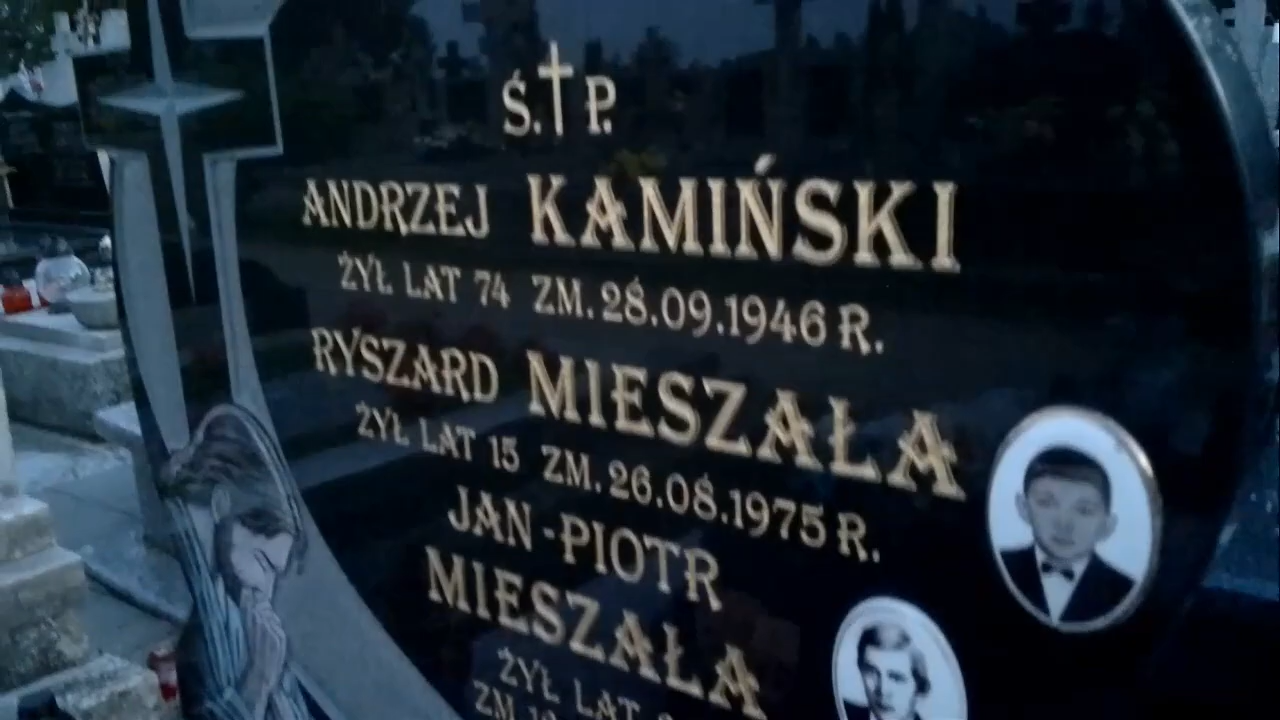 Ś.†P.
ANDRZEJ KAMIŃSKI
ŻYŁ LAT 74 ZM. 28.09.1946 R.
RYSZARD MIESZAŁA
ŻYŁ LAT 15 ZM. 26.08.1975 R.
JAN-PIOTR
MIESZAŁA
ŻYŁ LAT
ZM.